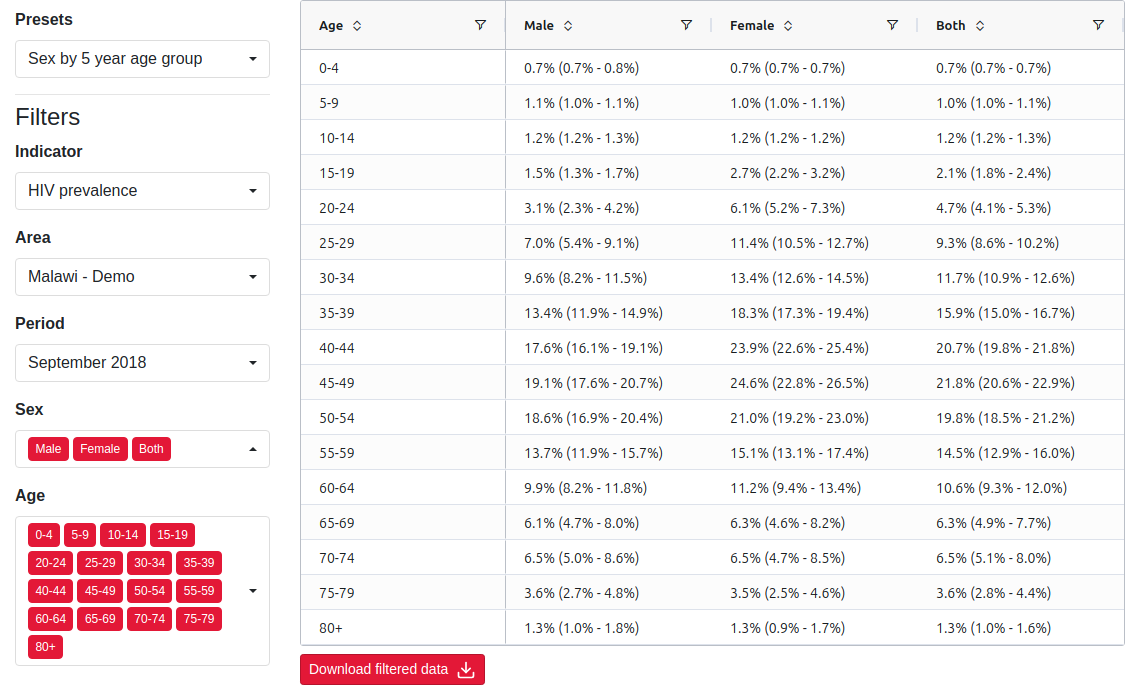 Presets
Sex by 5 year age group
Filters
Indicator
HIV prevalence
Area
Malawi - Demo
Period
September 2018
Sex
Male Female Both
Age
0-4 5-9 10-14 15-19
20-24 25-29 30-34 35-39
40-44 45-49 50-54 55-59
60-64 65-69 70-74 75-79
80+
Age Male Female Both
0-4 0.7% (0.7% - 0.8%) 0.7% (0.7% - 0.7%) 0.7% (0.7% - 0.7%)
5-9 1.1% (1.0% - 1.1%) 1.0% (1.0% - 1.1%) 1.0% (1.0% - 1.1%)
10-14 1.2% (1.2% - 1.3%) 1.2% (1.2% - 1.2%) 1.2% (1.2% - 1.3%)
15-19 1.5% (1.3% - 1.7%) 2.7% (2.2% - 3.2%) 2.1% (1.8% - 2.4%)
20-24 3.1% (2.3% - 4.2%) 6.1% (5.2% - 7.3%) 4.7% (4.1% - 5.3%)
25-29 7.0% (5.4% - 9.1%) 11.4% (10.5% - 12.7%) 9.3% (8.6% - 10.2%)
30-34 9.6% (8.2% - 11.5%) 13.4% (12.6% - 14.5%) 11.7% (10.9% - 12.6%)
35-39 13.4% (11.9% - 14.9%) 18.3% (17.3% - 19.4%) 15.9% (15.0% - 16.7%)
40-44 17.6% (16.1% - 19.1%) 23.9% (22.6% - 25.4%) 20.7% (19.8% - 21.8%)
45-49 19.1% (17.6% - 20.7%) 24.6% (22.8% - 26.5%) 21.8% (20.6% - 22.9%)
50-54 18.6% (16.9% - 20.4%) 21.0% (19.2% - 23.0%) 19.8% (18.5% - 21.2%)
55-59 13.7% (11.9% - 15.7%) 15.1% (13.1% - 17.4%) 14.5% (12.9% - 16.0%)
60-64 9.9% (8.2% - 11.8%) 11.2% (9.4% - 13.4%) 10.6% (9.3% - 12.0%)
65-69 6.1% (4.7% - 8.0%) 6.3% (4.6% - 8.2%) 6.3% (4.9% - 7.7%)
70-74 6.5% (5.0% - 8.6%) 6.5% (4.7% - 8.5%) 6.5% (5.1% - 8.0%)
75-79 3.6% (2.7% - 4.8%) 3.5% (2.5% - 4.6%) 3.6% (2.8% - 4.4%)
80+ 1.3% (1.0% - 1.8%) 1.3% (0.9% - 1.7%) 1.3% (1.0% - 1.6%)
Download filtered data